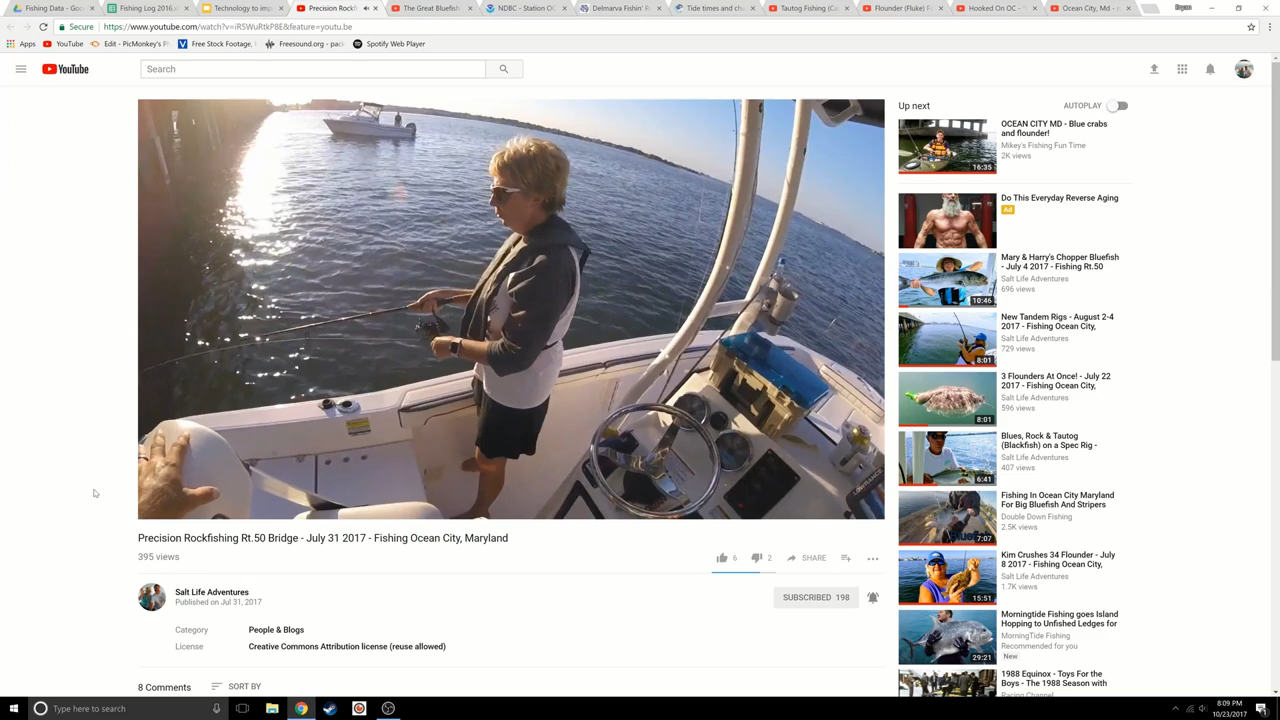 Fishing Data - Goo
Fishing Log 2016.x
Technology to impr
Precision Rockf
The Great Bluefish
NDBC - Station OC
Delmarva Fishin' R
Tide times and cha
Tautog Fishing (Ca
Flounder (Fluke) F
Hooked On OC -
Ocean City, Md -
Bryan
Secure
https://www.youtube.com/watch?v=iR5WuRtkP8E&feature=youtu.be
Apps
YouTube
Edit - PicMonkey's P
Free Stock Footage,
Freesound.org - pac
Spotify Web Player
YouTube
Search
Up next
AUTOPLAY
OCEAN CITY MD - Blue crabs
and flounder!
Mikey's Fishing Fun Time
2K views
16:35
Do This Everyday Reverse Aging
Ad
Mary & Harry's Chopper Bluefish
- July 4 2017 - Fishing Rt.50
Salt Life Adventures
696 views
10:46
New Tandem Rigs - August 2-4
2017 - Fishing Ocean City,
Salt Life Adventures
729 views
8:01
3 Flounders At Once! - July 22
2017 - Fishing Ocean City,
Salt Life Adventures
596 views
8:01
Blues, Rock & Tautog
(Blackfish) on a Spec Rig -
Salt Life Adventures
407 views
6:41
Fishing In Ocean City Maryland
For Big Bluefish And Stripers
Double Down Fishing
2.5K views
7:07
Kim Crushes 34 Flounder - July
8 2017 - Fishing Ocean City,
Salt Life Adventures
1.7K views
15:51
Morningtide Fishing goes Island
Hopping to Unfished Ledges for
MorningTide Fishing
Recommended for you
New
29:21
1988 Equinox - Toys For the
Boys - The 1988 Season with
Racing Channel
LOWRANCE
Precision Rockfishing Rt.50 Bridge - July 31 2017 - Fishing Ocean City, Maryland
395 views
6
2
SHARE
Salt Life Adventures
Published on Jul 31, 2017
SUBSCRIBED 198
Category
People & Blogs
License
Creative Commons Attribution license (reuse allowed)
8 Comments
SORT BY
Type here to search
8:09 PM
10/23/2017